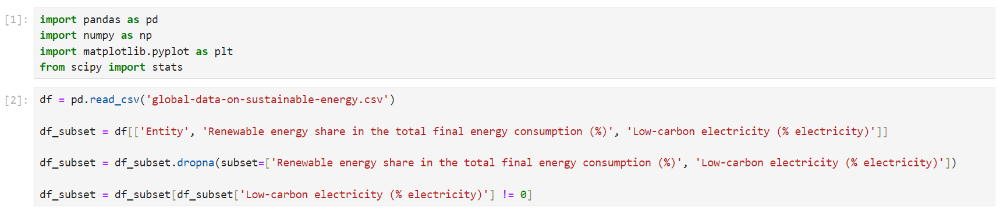 [1]: import pandas as pd
import numpy as np
import matplotlib.pyplot as plt
from scipy import stats
[2]: df = pd.read_csv('global-data-on-sustainable-energy.csv')
df_subset = df[['Entity', 'Renewable energy share in the total final energy consumption (%)', 'Low-carbon electricity (% electricity)']]
df_subset = df_subset.dropna(subset=['Renewable energy share in the total final energy consumption (%)', 'Low-carbon electricity (% electricity)'])
df_subset = df_subset[df_subset['Low-carbon electricity (% electricity)'] != 0]